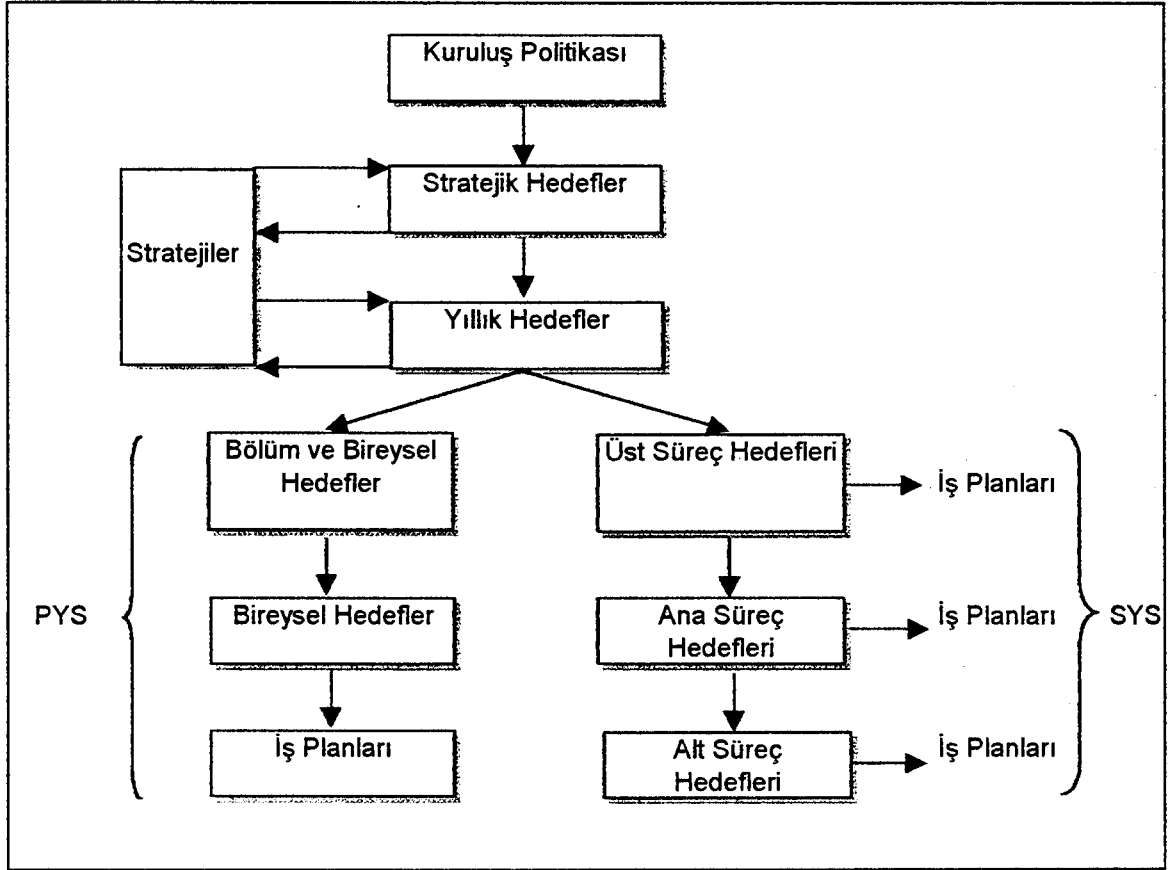 Kuruluş Politikası
Stratejik Hedefler
Stratejiler
Yıllık Hedefler
Bölüm ve Bireysel
Hedefler
Üst Süreç Hedefleri
İş Planları
PYS
Bireysel Hedefler
Ana Süreç
Hedefleri
İş Planları
SYS
İş Planları
Alt Süreç
Hedefleri
İş Planları